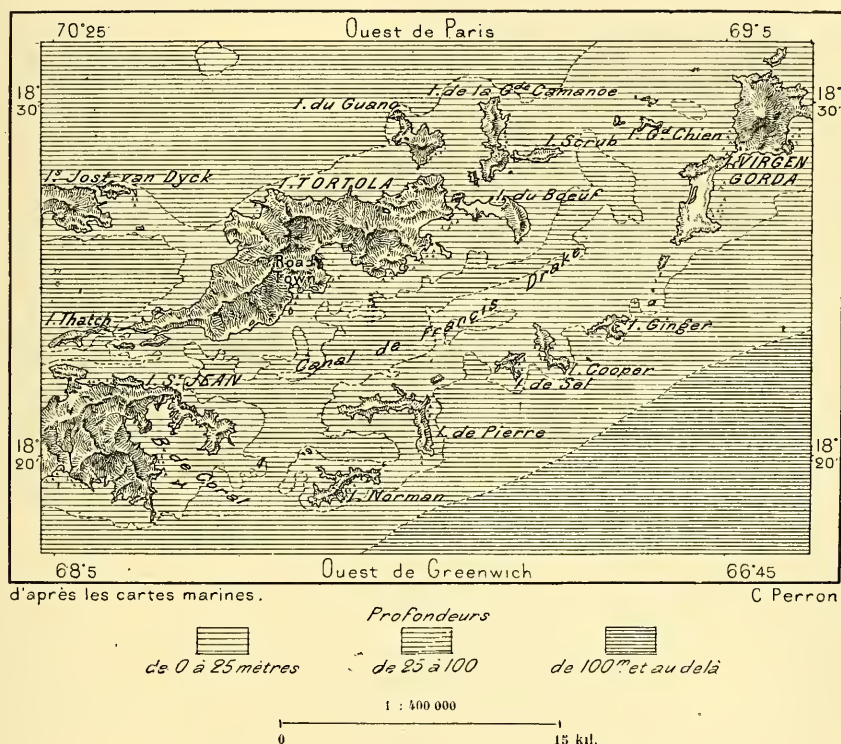 70°25 Ouest de Paris 69°5
18° 18°
30' 30'
I. de la Gde Camanoe
I. du Guano
I. Gd Chien
I. Scrub
I. VIRGEN
GORDA
Is Jost van Dyck
I. TORTOLA
I. du Bœuf
Road
Town
Canal de Francis Drake
I. Thatch
I. Ginger
I. Cooper
I. de Sel
I. St JEAN
I. de Pierre
B. de Coral
I. Norman
18° 18°
20' 20'
68°5 Ouest de Greenwich 66°45
d'après les cartes marines. C Perron
Profondeurs
de 0 à 25 mètres de 25 à 100 de 100m et au delà
1 : 400 000
0 15 kil.